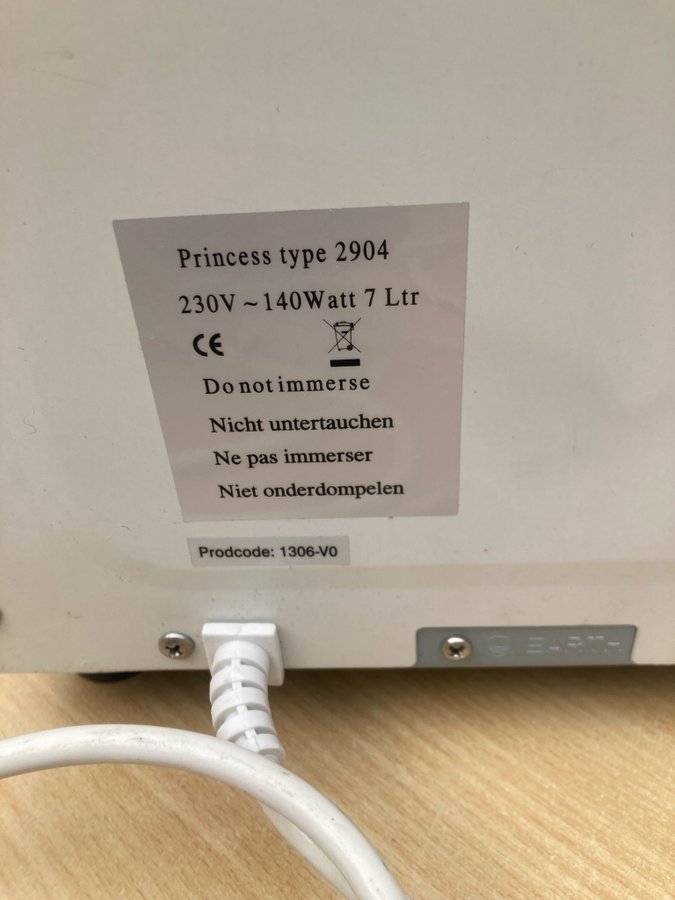 Princess type 2904
230V ~ 140Watt 7 Ltr
CE
Do not immerse
Nicht untertauchen
Ne pas immerser
Niet onderdompelen
Prodcode: 1306-V0
EARTH